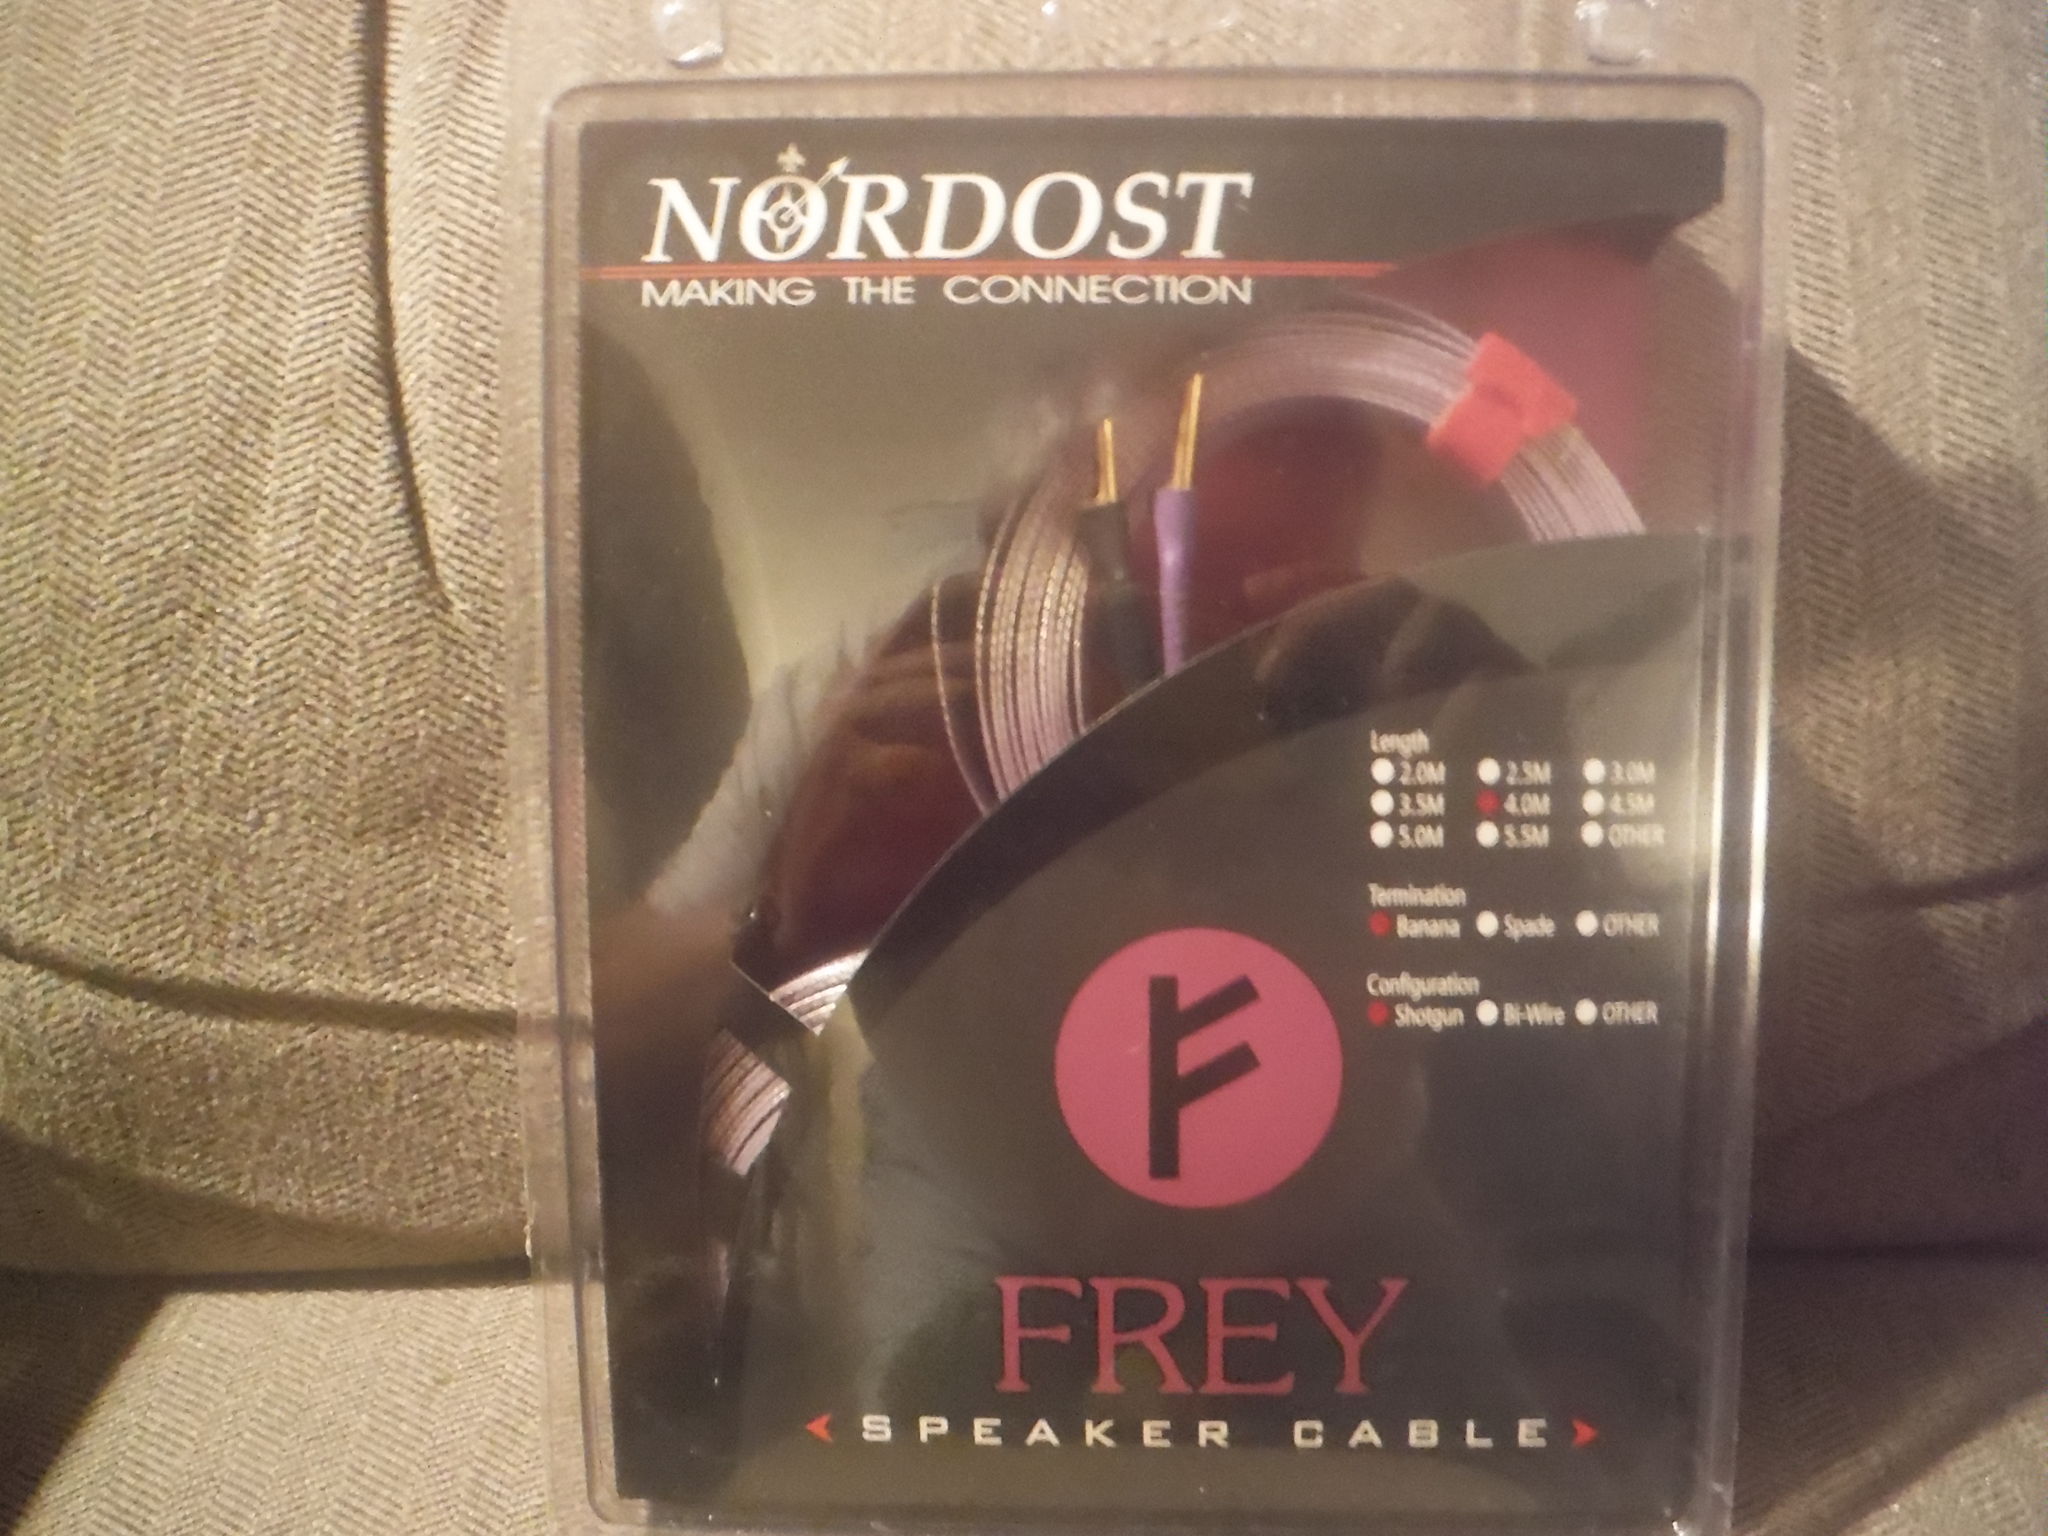 NORDOST
MAKING THE CONNECTION
Length
2.0M 2.5M 3.0M
3.5M 4.0M 4.5M
5.0M 5.5M OTHER
Termination
Banana Spade OTHER
Configuration
Shotgun Bi-Wire OTHER
FREY
SPEAKER CABLE